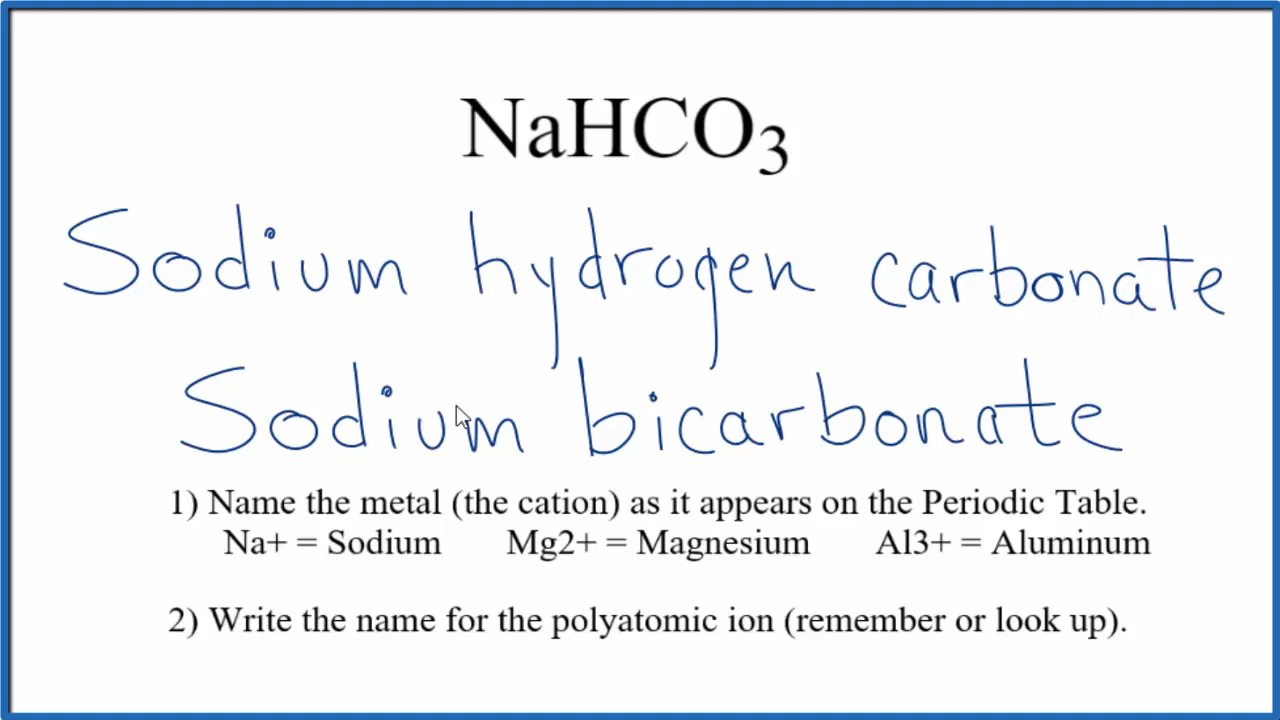 NaHCO₃
Sodium hydrogen carbonate
Sodium bicarbonate
1) Name the metal (the cation) as it appears on the Periodic Table.
Na+ = Sodium Mg2+ = Magnesium Al3+ = Aluminum
2) Write the name for the polyatomic ion (remember or look up).